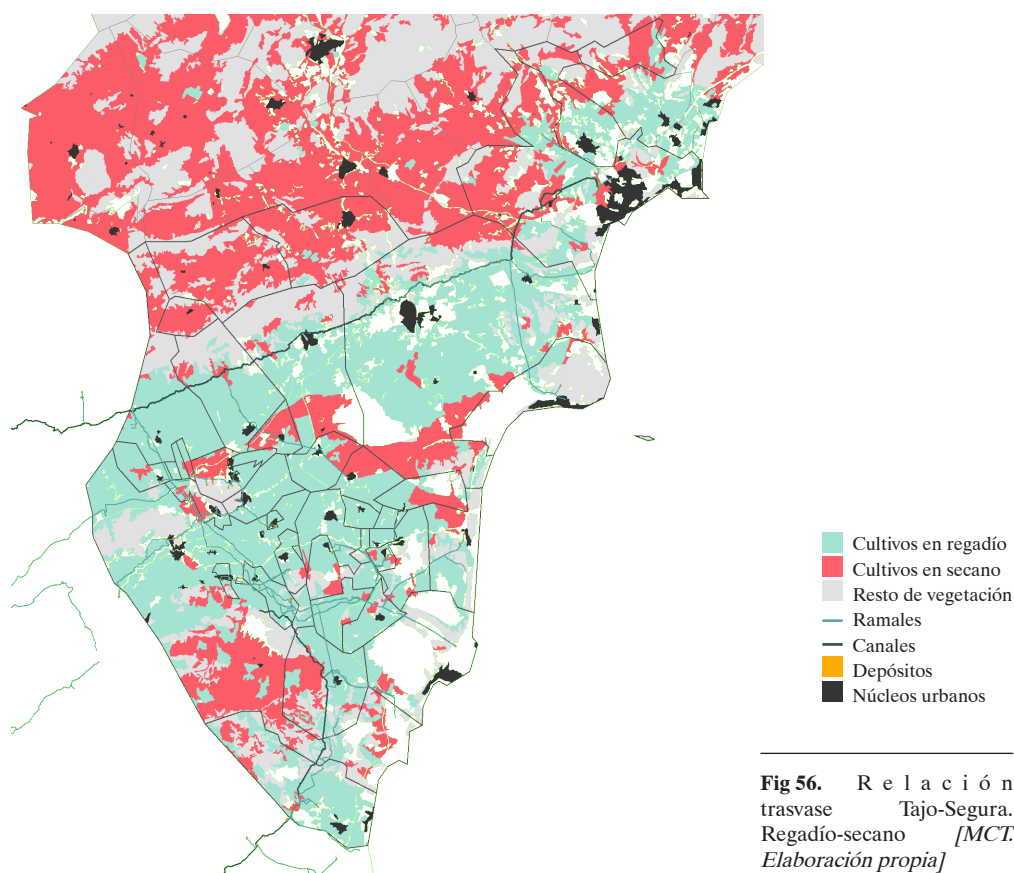 Cultivos en regadío
Cultivos en secano
Resto de vegetación
Ramales
Canales
Depósitos
Núcleos urbanos
Fig 56. Relación
trasvase Tajo-Segura.
Regadío-secano [MCT.
Elaboración propia]